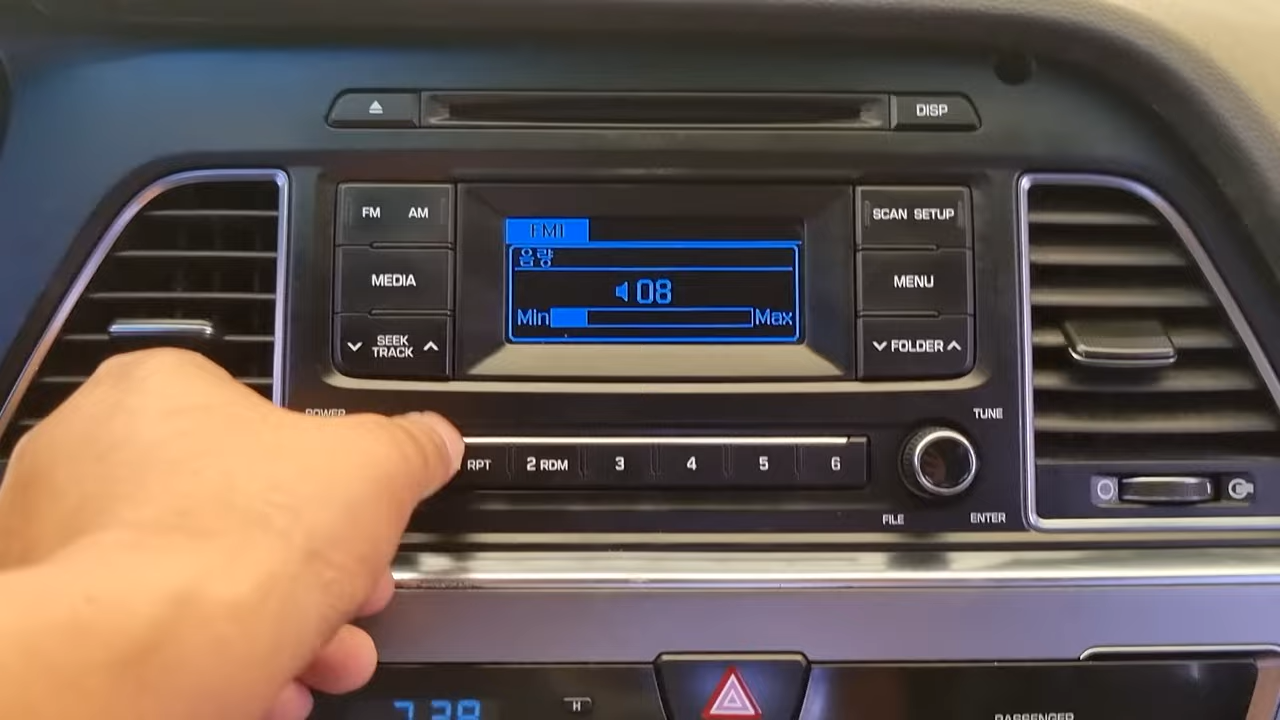 DISP
FM AM
SCAN SETUP
FM1
음량
MEDIA
08
MENU
Min Max
SEEK
TRACK
FOLDER
POWER
TUNE
RPT
2 RDM
3
4
5
6
FILE
ENTER
7:38
H
PASSENGER